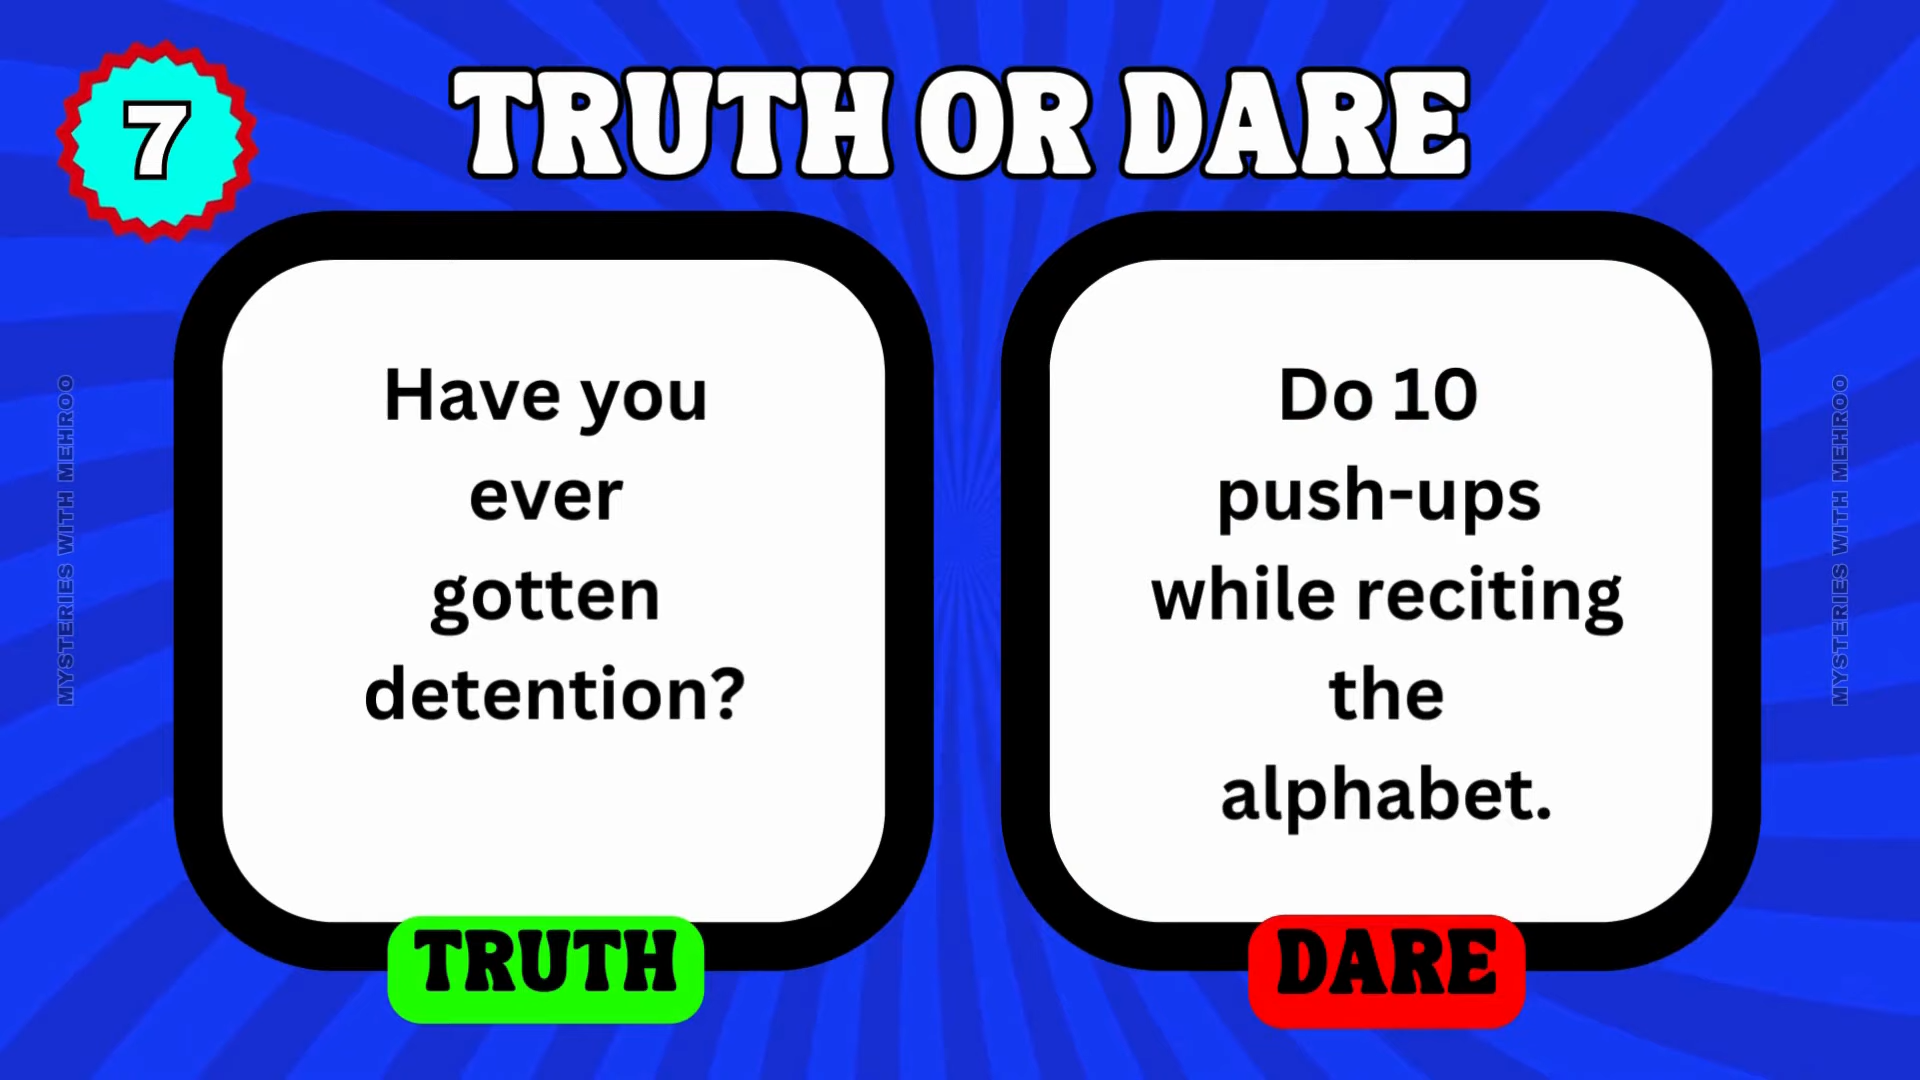 7
TRUTH OR DARE
Have you
ever
gotten
detention?
TRUTH
Do 10
push-ups
while reciting
the
alphabet.
DARE
MYSTERIES WITH MEHROO
MYSTERIES WITH MEHROO